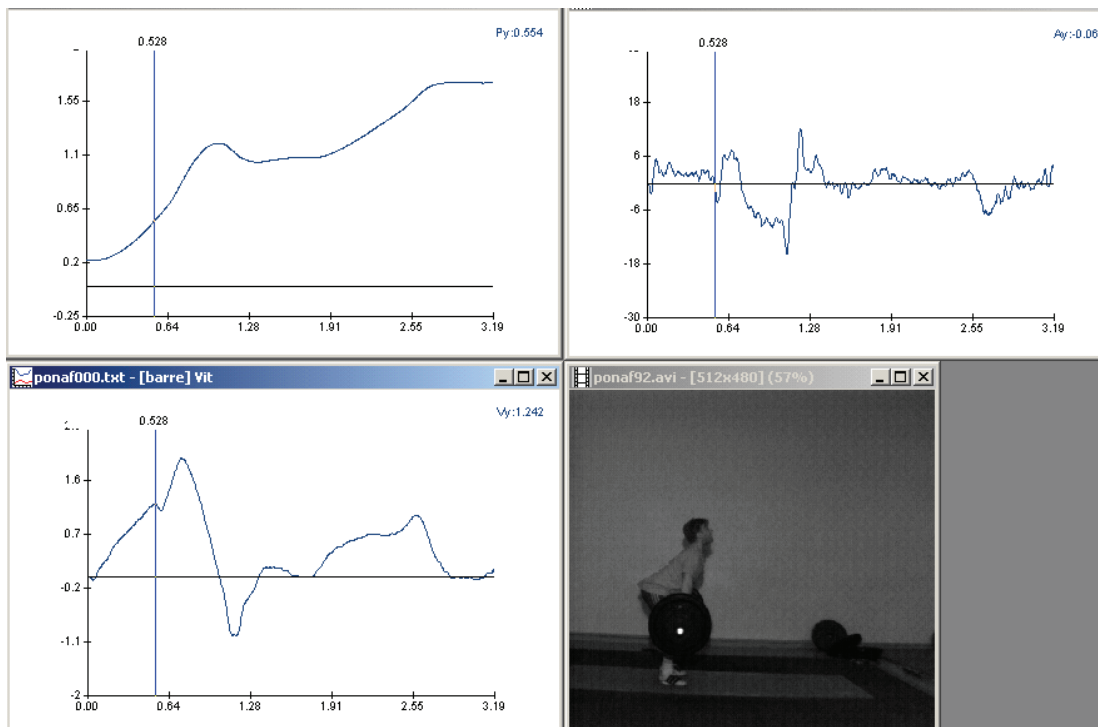 Py:0.554
0.528
1.55
1.1
0.65
0.2
-0.25
0.00 0.64 1.28 1.91 2.55 3.19
Ay:-0.06
0.528
18
6
-6
-18
-30
0.00 0.64 1.28 1.91 2.55 3.19
ponaf000.txt - [barre] Vit
Vy:1.242
0.528
1.6
0.7
-0.2
-1.1
-2
0.00 0.64 1.28 1.91 2.55 3.19
ponaf92.avi - [512x480] (57%)